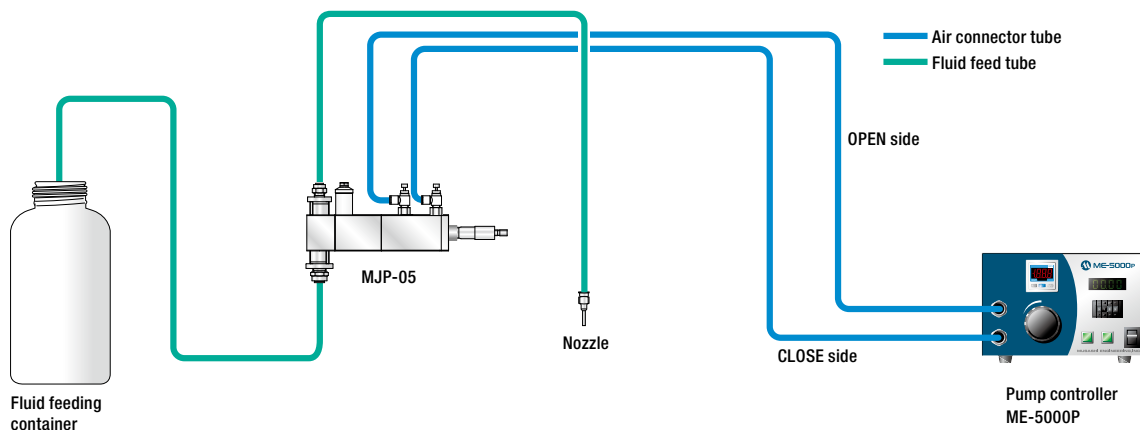 Air connector tube
Fluid feed tube
OPEN side
MJP-05
ME-5000P
Nozzle
CLOSE side
Fluid feeding
container
Pump controller
ME-5000P